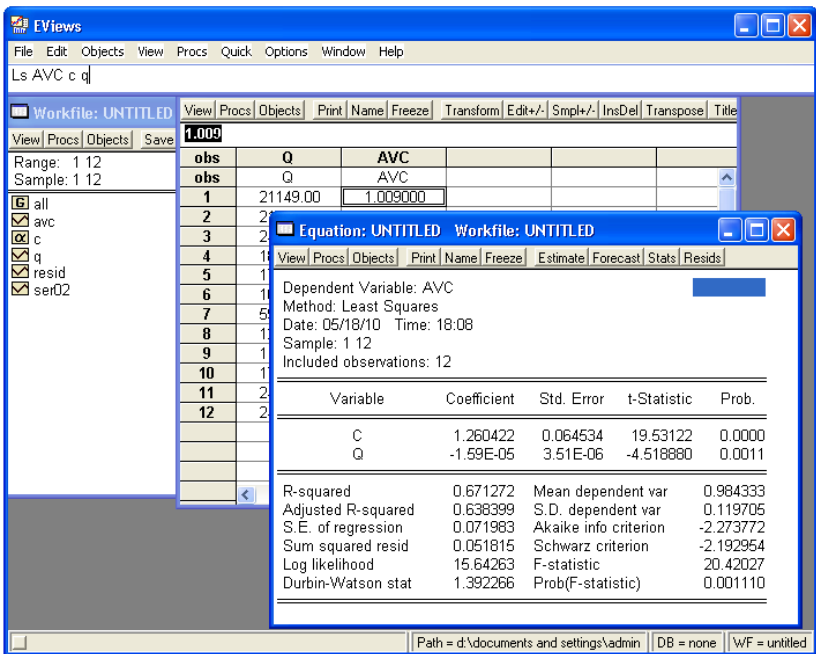 EViews
File Edit Objects View Procs Quick Options Window Help
Ls AVC c q
Workfile: UNTITLED
View Procs Objects Save
Range: 1 12
Sample: 1 12
all
avc
c
q
resid
ser02
View Procs Objects Print Name Freeze Transform Edit+/- Smpl+/- InsDel Transpose Title
1.009
obs Q AVC
obs Q AVC
1 21149.00 1.009000
2
3
4
5
6
7
8
9
10
11
12
Equation: UNTITLED Workfile: UNTITLED
View Procs Objects Print Name Freeze Estimate Forecast Stats Resids
Dependent Variable: AVC
Method: Least Squares
Date: 05/18/10 Time: 18:08
Sample: 1 12
Included observations: 12
Variable Coefficient Std. Error t-Statistic Prob.
C 1.260422 0.064534 19.53122 0.0000
Q -1.59E-05 3.51E-06 -4.518880 0.0011
R-squared 0.671272 Mean dependent var 0.984333
Adjusted R-squared 0.638399 S.D. dependent var 0.119705
S.E. of regression 0.071983 Akaike info criterion -2.273772
Sum squared resid 0.051815 Schwarz criterion -2.192954
Log likelihood 15.64263 F-statistic 20.42027
Durbin-Watson stat 1.392266 Prob(F-statistic) 0.001110
Path = d:\documents and settings\admin DB = none WF = untitled